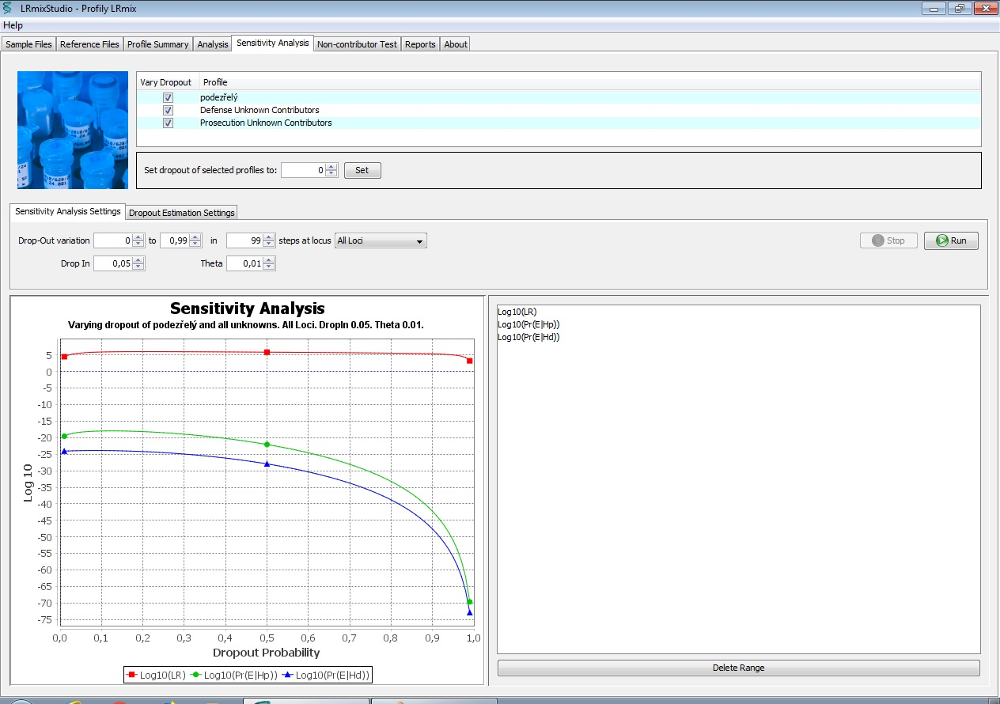 LRmixStudio - Profily LRmix
Help
Sample Files Reference Files Profile Summary Analysis Sensitivity Analysis Non-contributor Test Reports About
Vary Dropout Profile
podezřelý
Defense Unknown Contributors
Prosecution Unknown Contributors
Set dropout of selected profiles to: 0 Set
Sensitivity Analysis Settings Dropout Estimation Settings
Drop-Out variation 0 to 0,99 in 99 steps at locus All Loci Stop Run
Drop In 0,05 Theta 0,01
Sensitivity Analysis
Varying dropout of podezřelý and all unknowns. All Loci. DropIn 0.05. Theta 0.01.
5
0
-5
-10
-15
-20
-25
-30
-35
-40
-45
-50
-55
-60
-65
-70
-75
Log 10
0,0 0,1 0,2 0,3 0,4 0,5 0,6 0,7 0,8 0,9 1,0
Dropout Probability
Log10(LR) Log10(Pr(E|Hp)) Log10(Pr(E|Hd))
Log10(LR)
Log10(Pr(E|Hp))
Log10(Pr(E|Hd))
Delete Range